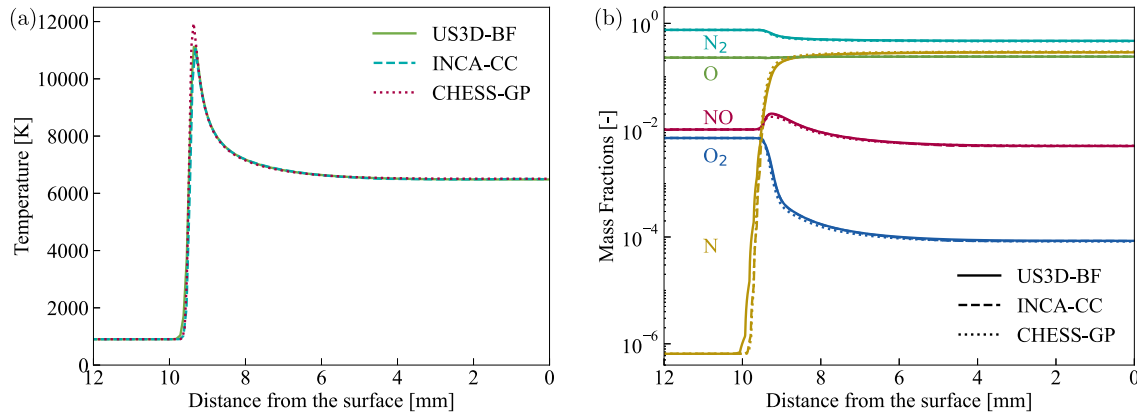 (a)
12000
10000
8000
6000
4000
2000
0
Temperature [K]
US3D-BF
INCA-CC
CHESS-GP
12 10 8 6 4 2 0
Distance from the surface [mm]
(b)
10⁰
10⁻²
10⁻⁴
10⁻⁶
Mass Fractions [-]
N₂
O
NO
O₂
N
US3D-BF
INCA-CC
CHESS-GP
12 10 8 6 4 2 0
Distance from the surface [mm]